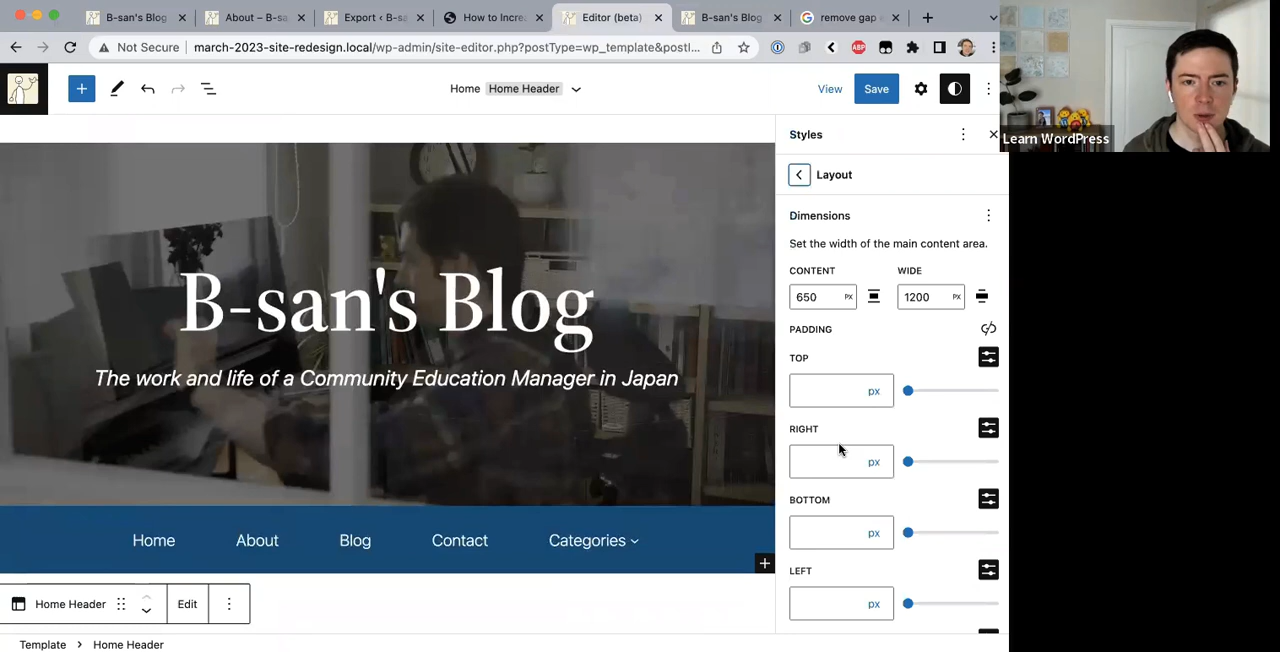 B-san's Blog
About – B-sa
Export ‹ B-sa
How to Incre
Editor (beta)
B-san's Blog
remove gap
Not Secure
march-2023-site-redesign.local/wp-admin/site-editor.php?postType=wp_template&postI...
ABP
Home Home Header
View
Save
Learn WordPress
Styles
Layout
Dimensions
Set the width of the main content area.
CONTENT
WIDE
650 PX
1200 PX
PADDING
TOP
px
RIGHT
px
BOTTOM
px
LEFT
px
B-san's Blog
The work and life of a Community Education Manager in Japan
Home
About
Blog
Contact
Categories
Home Header
Edit
Template > Home Header